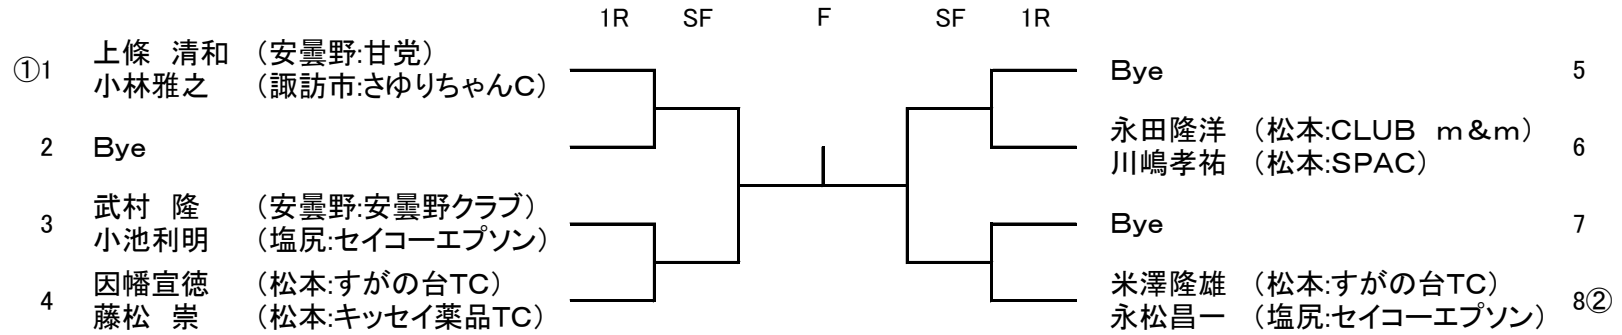 1R SF F SF 1R
①1 上條　清和 （安曇野:甘党）
小林雅之 （諏訪市:さゆりちゃんC）
2 Bye
3 武村　隆 （安曇野:安曇野クラブ）
小池利明 （塩尻:セイコーエプソン）
4 因幡宣徳 （松本:すがの台TC）
藤松　崇 （松本:キッセイ薬品TC）
Bye 5
永田隆洋 （松本:CLUB　m&m） 6
川嶋孝祐 （松本:SPAC）
Bye 7
米澤隆雄 （松本:すがの台TC） 8②
永松昌一 （塩尻:セイコーエプソン）